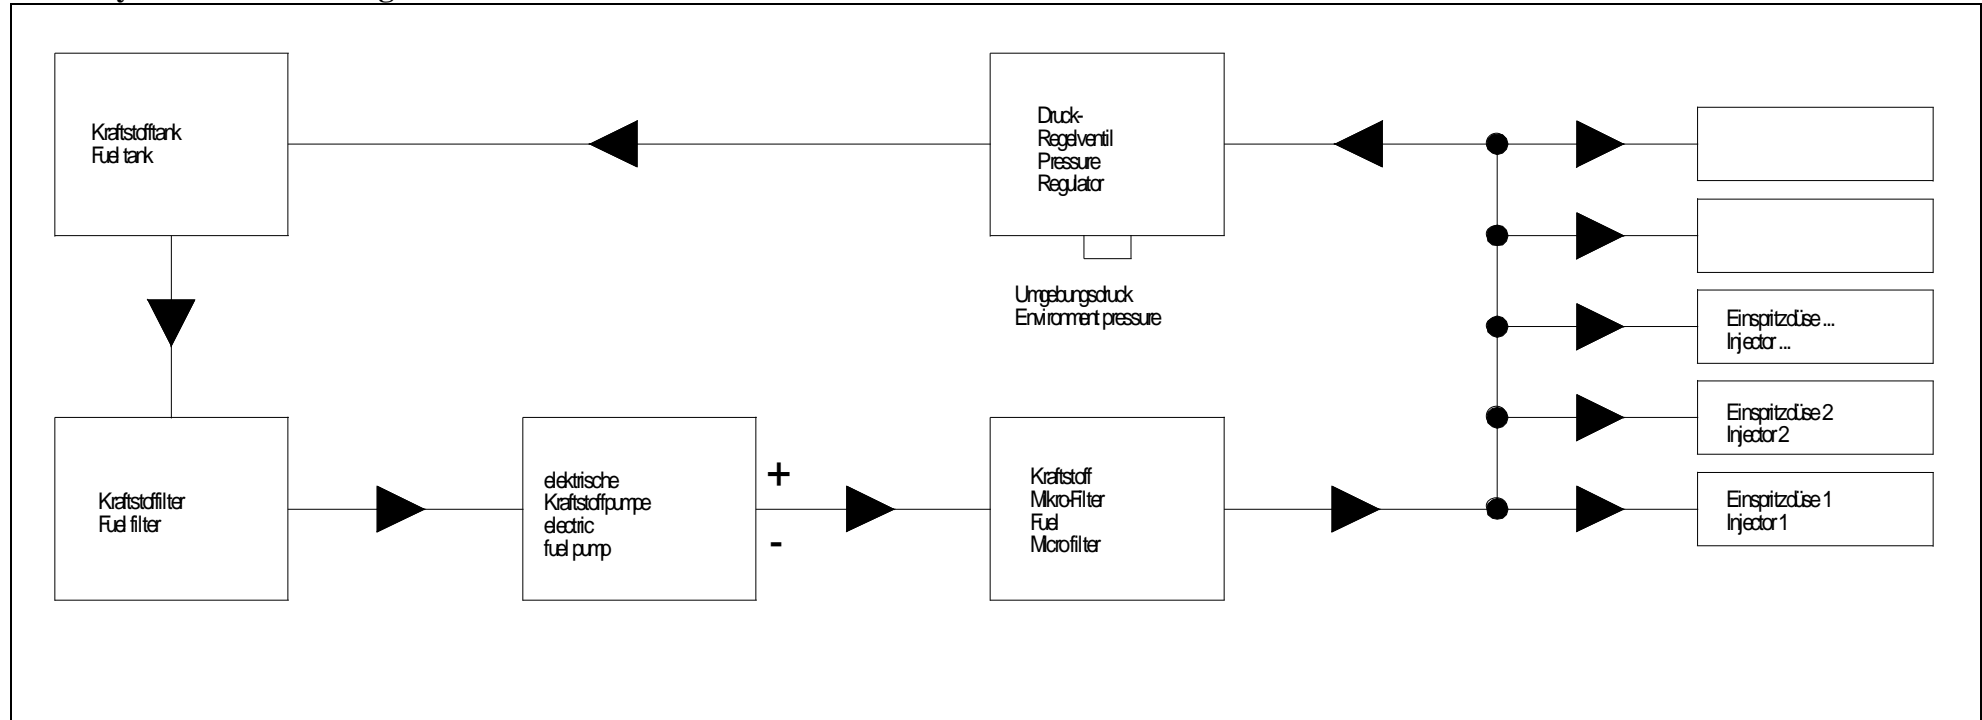 Kraftstofftank
Fuel tank
Druck-
Regelventil
Pressure
Regulator
Umgebungsdruck
Environment pressure
Einspritzdüse ...
Injector ...
Einspritzdüse 2
Injector 2
Einspritzdüse 1
Injector 1
Kraftstoffilter
Fuel filter
elektrische
Kraftstoffpumpe
electric
fuel pump
+
-
Kraftstoff
Mikro-Filter
Fuel
Microfilter